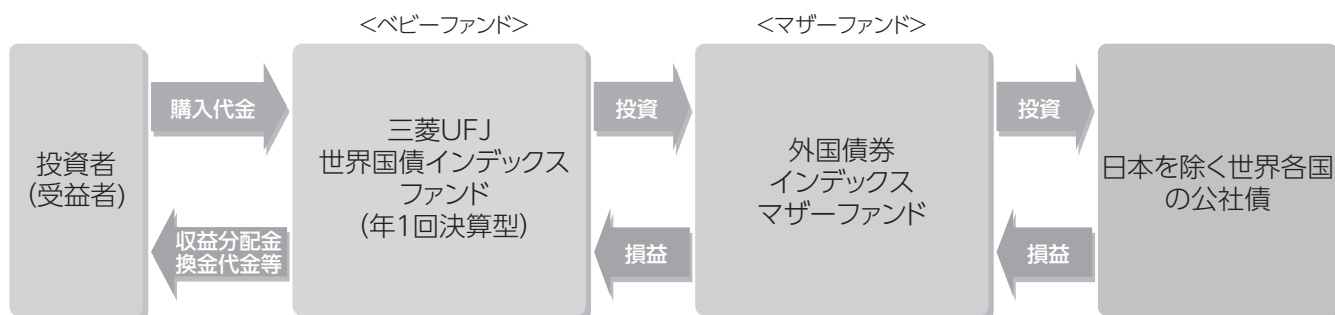 <ベビーファンド>
<マザーファンド>
投資者
(受益者)
購入代金
収益分配金
換金代金等
三菱UFJ
世界国債インデックス
ファンド
(年1回決算型)
投資
損益
外国債券
インデックス
マザーファンド
投資
損益
日本を除く世界各国
の公社債